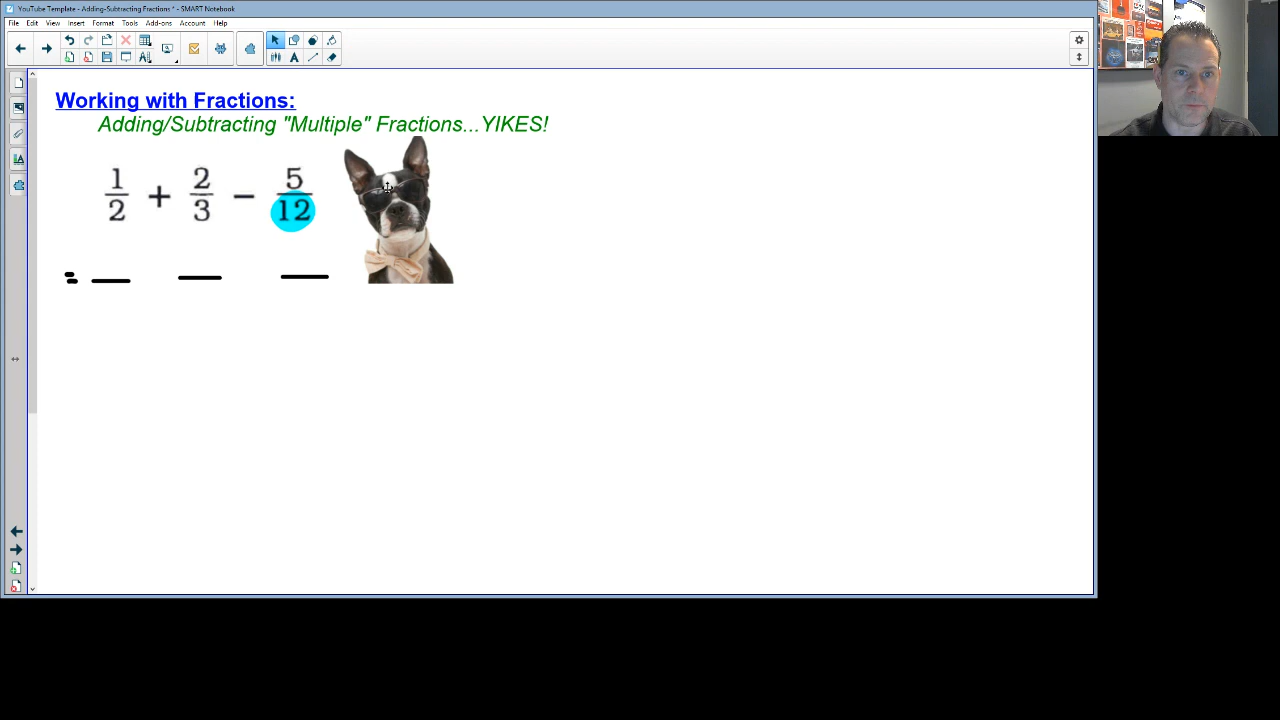 YouTube Template - Adding-Subtracting Fractions * - SMART Notebook
File Edit View Insert Format Tools Add-ons Account Help
Working with Fractions:
Adding/Subtracting "Multiple" Fractions...YIKES!
1/2 + 2/3 − 5/12
=